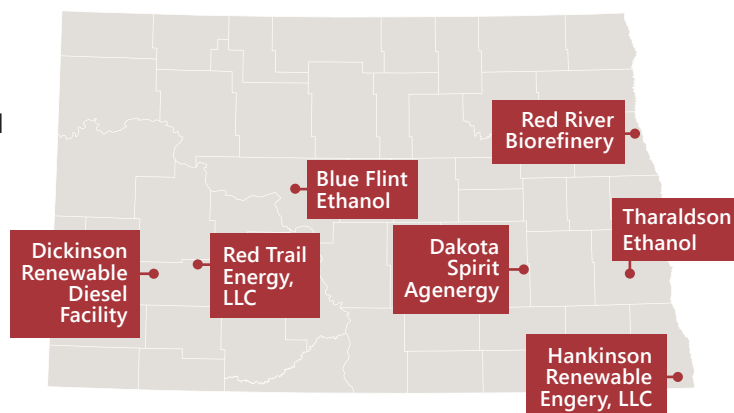 Red River
Biorefinery
Blue Flint
Ethanol
Tharaldson
Ethanol
Dickinson
Renewable
Diesel
Facility
Red Trail
Energy,
LLC
Dakota
Spirit
Agenergy
Hankinson
Renewable
Engery, LLC